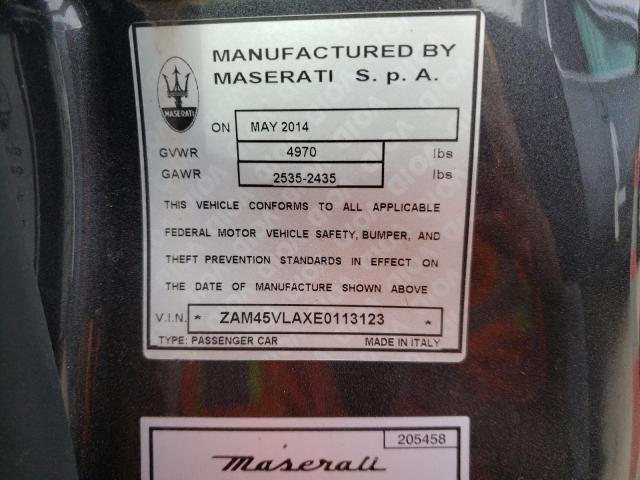 MASERATI
MANUFACTURED BY
MASERATI S.p.A.
ON MAY 2014
GVWR 4970 lbs
GAWR 2535-2435 lbs
THIS VEHICLE CONFORMS TO ALL APPLICABLE
FEDERAL MOTOR VEHICLE SAFETY, BUMPER, AND
THEFT PREVENTION STANDARDS IN EFFECT ON
THE DATE OF MANUFACTURE SHOWN ABOVE
V.I.N. * ZAM45VLAXE0113123 *
TYPE: PASSENGER CAR MADE IN ITALY
205458
Maserati